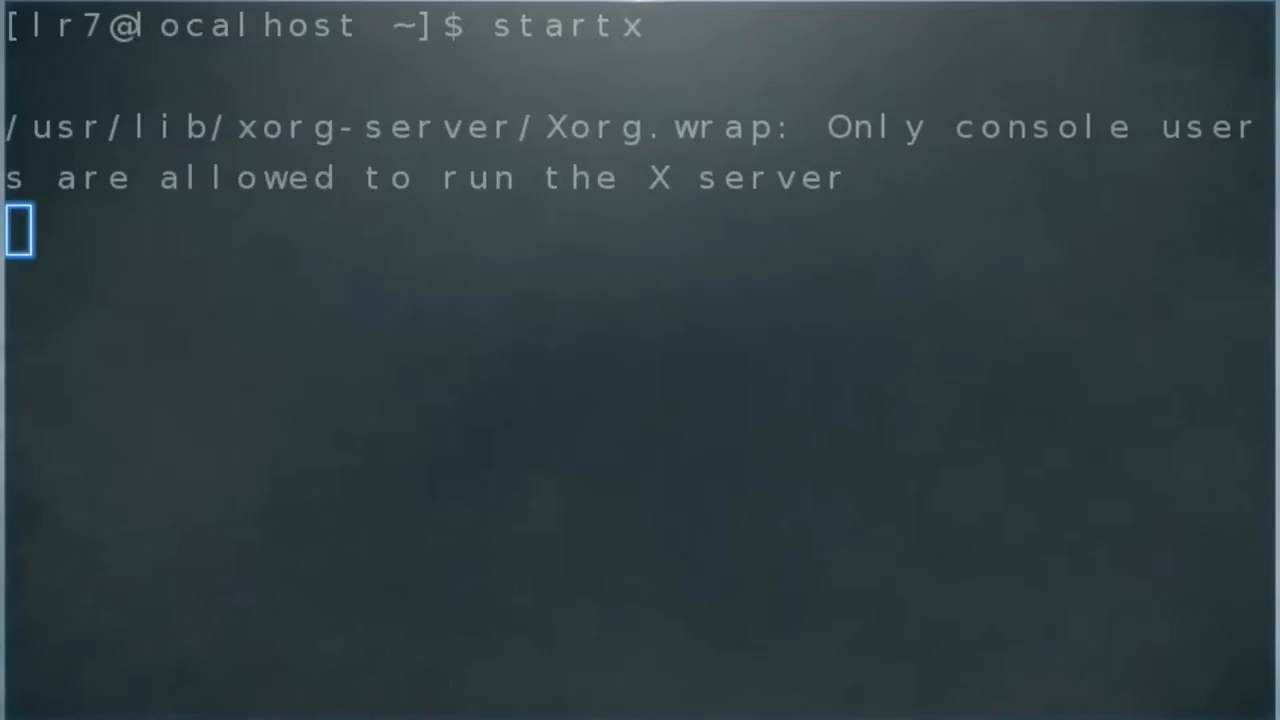 [lr7@localhost ~]$ startx
/usr/lib/xorg-server/Xorg.wrap: Only console user
s are allowed to run the X server